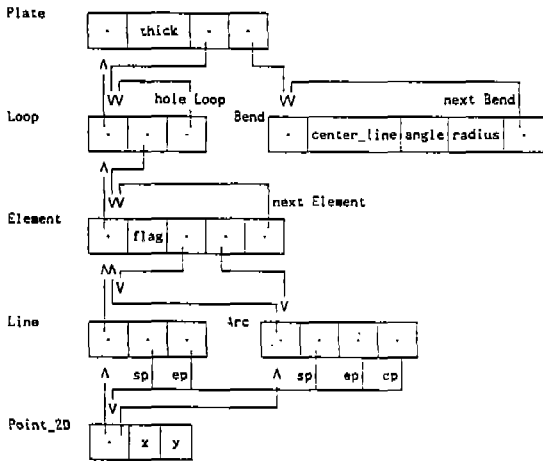 Plate
thick
hole Loop
next Bend
Loop
Bend
center_line angle radius
next Element
Element
flag
Line
Arc
sp ep
sp ep cp
Point_2D
x y